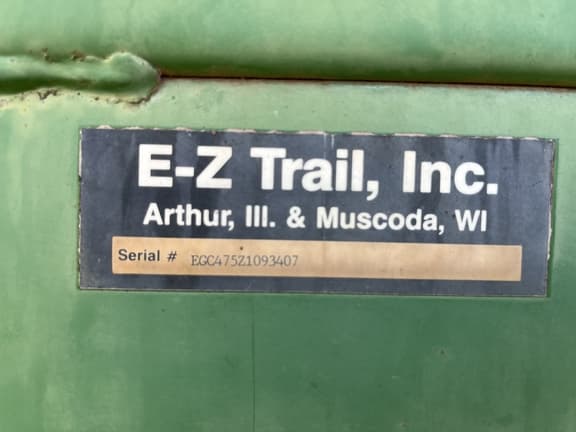 E-Z Trail, Inc.
Arthur, Ill. & Muscoda, WI
Serial # EGC475Z1093407